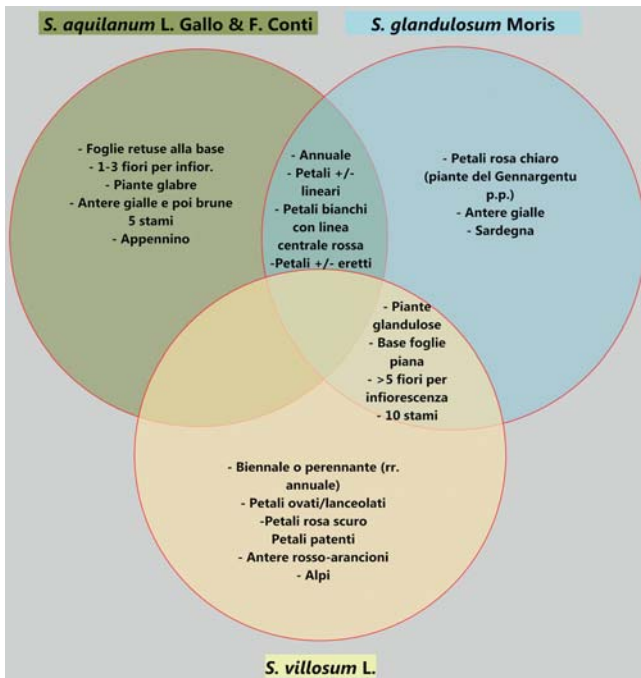 S. aquilanum L. Gallo & F. Conti
S. glandulosum Moris
- Foglie retuse alla base
- 1-3 fiori per infior.
- Piante glabre
- Antere gialle e poi brune
5 stami
- Appennino
- Annuale
- Petali +/-
lineari
- Petali bianchi
con linea
centrale rossa
-Petali +/- eretti
- Petali rosa chiaro
(piante del Gennargentu
p.p.)
- Antere gialle
- Sardegna
- Piante
glandulose
- Base foglie
piana
- >5 fiori per
infiorescenza
- 10 stami
- Biennale o perennante (rr.
annuale)
- Petali ovati/lanceolati
-Petali rosa scuro
Petali patenti
- Antere rosso-arancioni
- Alpi
S. villosum L.